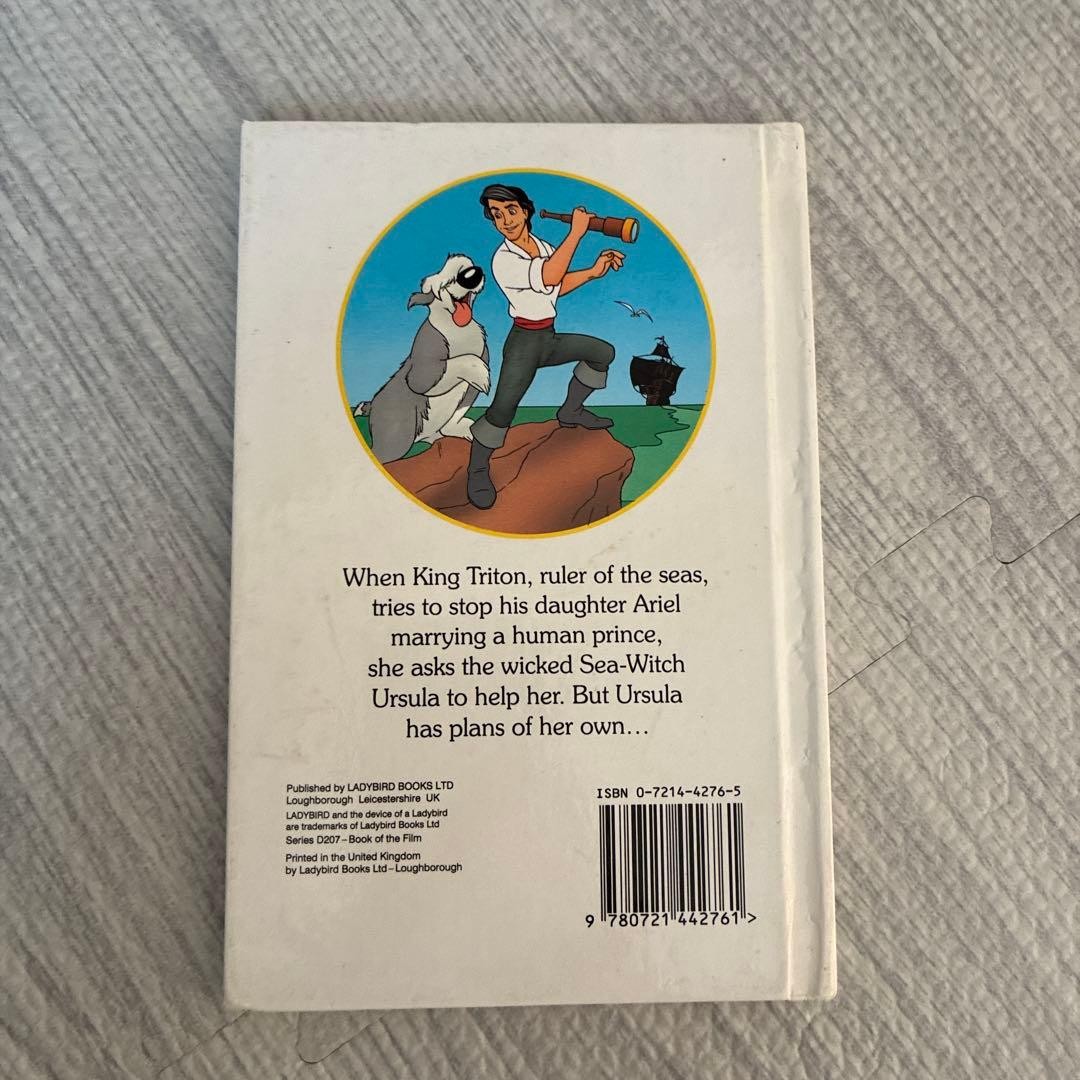 When King Triton, ruler of the seas,
tries to stop his daughter Ariel
marrying a human prince,
she asks the wicked Sea-Witch
Ursula to help her. But Ursula
has plans of her own...
Published by LADYBIRD BOOKS LTD
Loughborough Leicestershire UK
LADYBIRD and the device of a Ladybird
are trademarks of Ladybird Books Ltd
Series D207–Book of the Film
Printed in the United Kingdom
by Ladybird Books Ltd–Loughborough
ISBN 0-7214-4276-5
9 780721 442761 >